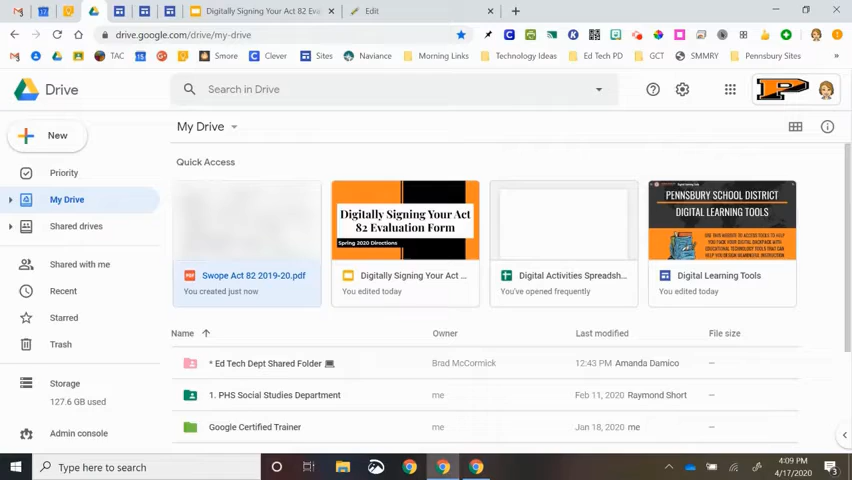 Digitally Signing Your Act 82 Eva
Edit
drive.google.com/drive/my-drive
TAC
Smore
Clever
Sites
Naviance
Morning Links
Technology Ideas
Ed Tech PD
GCT
SMMRY
Pennsbury Sites
Drive
Search in Drive
New
My Drive
Priority
My Drive
Shared drives
Shared with me
Recent
Starred
Trash
Storage
127.6 GB used
Admin console
Quick Access
Swope Act 82 2019-20.pdf
You created just now
Digitally Signing Your Act
82 Evaluation Form
Spring 2020 Directions
Digitally Signing Your Act ...
You edited today
Digital Activities Spreadsh...
You've opened frequently
PENNSBURY SCHOOL DISTRICT
DIGITAL LEARNING TOOLS
Digital Learning Tools
You edited today
Name
Owner
Last modified
File size
* Ed Tech Dept Shared Folder
Brad McCormick
12:43 PM Amanda Damico
—
1. PHS Social Studies Department
me
Feb 11, 2020 Raymond Short
—
Google Certified Trainer
me
Jan 18, 2020 me
—
Type here to search
4:09 PM
4/17/2020